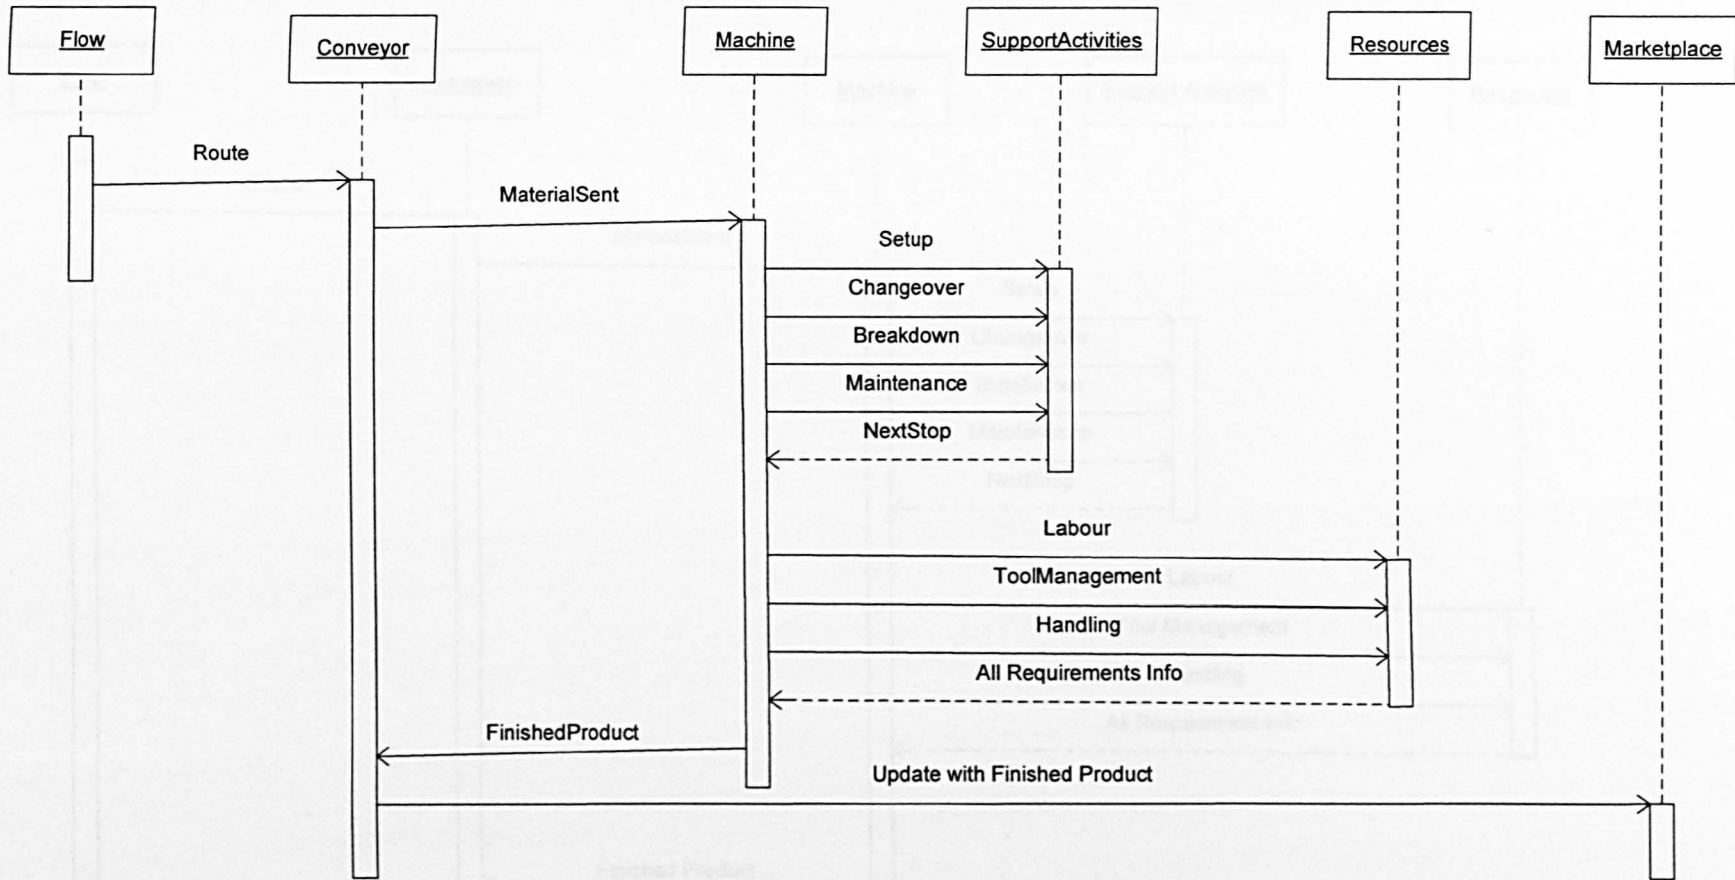 Flow
Conveyor
Machine
SupportActivities
Resources
Marketplace
Route
MaterialSent
Setup
Changeover
Breakdown
Maintenance
NextStop
Labour
ToolManagement
Handling
All Requirements Info
FinishedProduct
Update with Finished Product